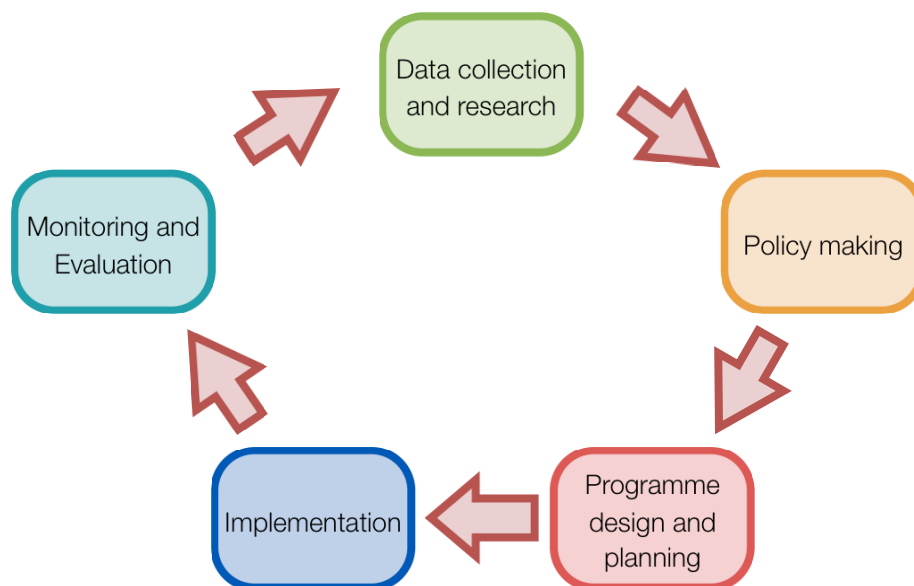 Data collection
and research
Policy making
Programme
design and
planning
Implementation
Monitoring and
Evaluation